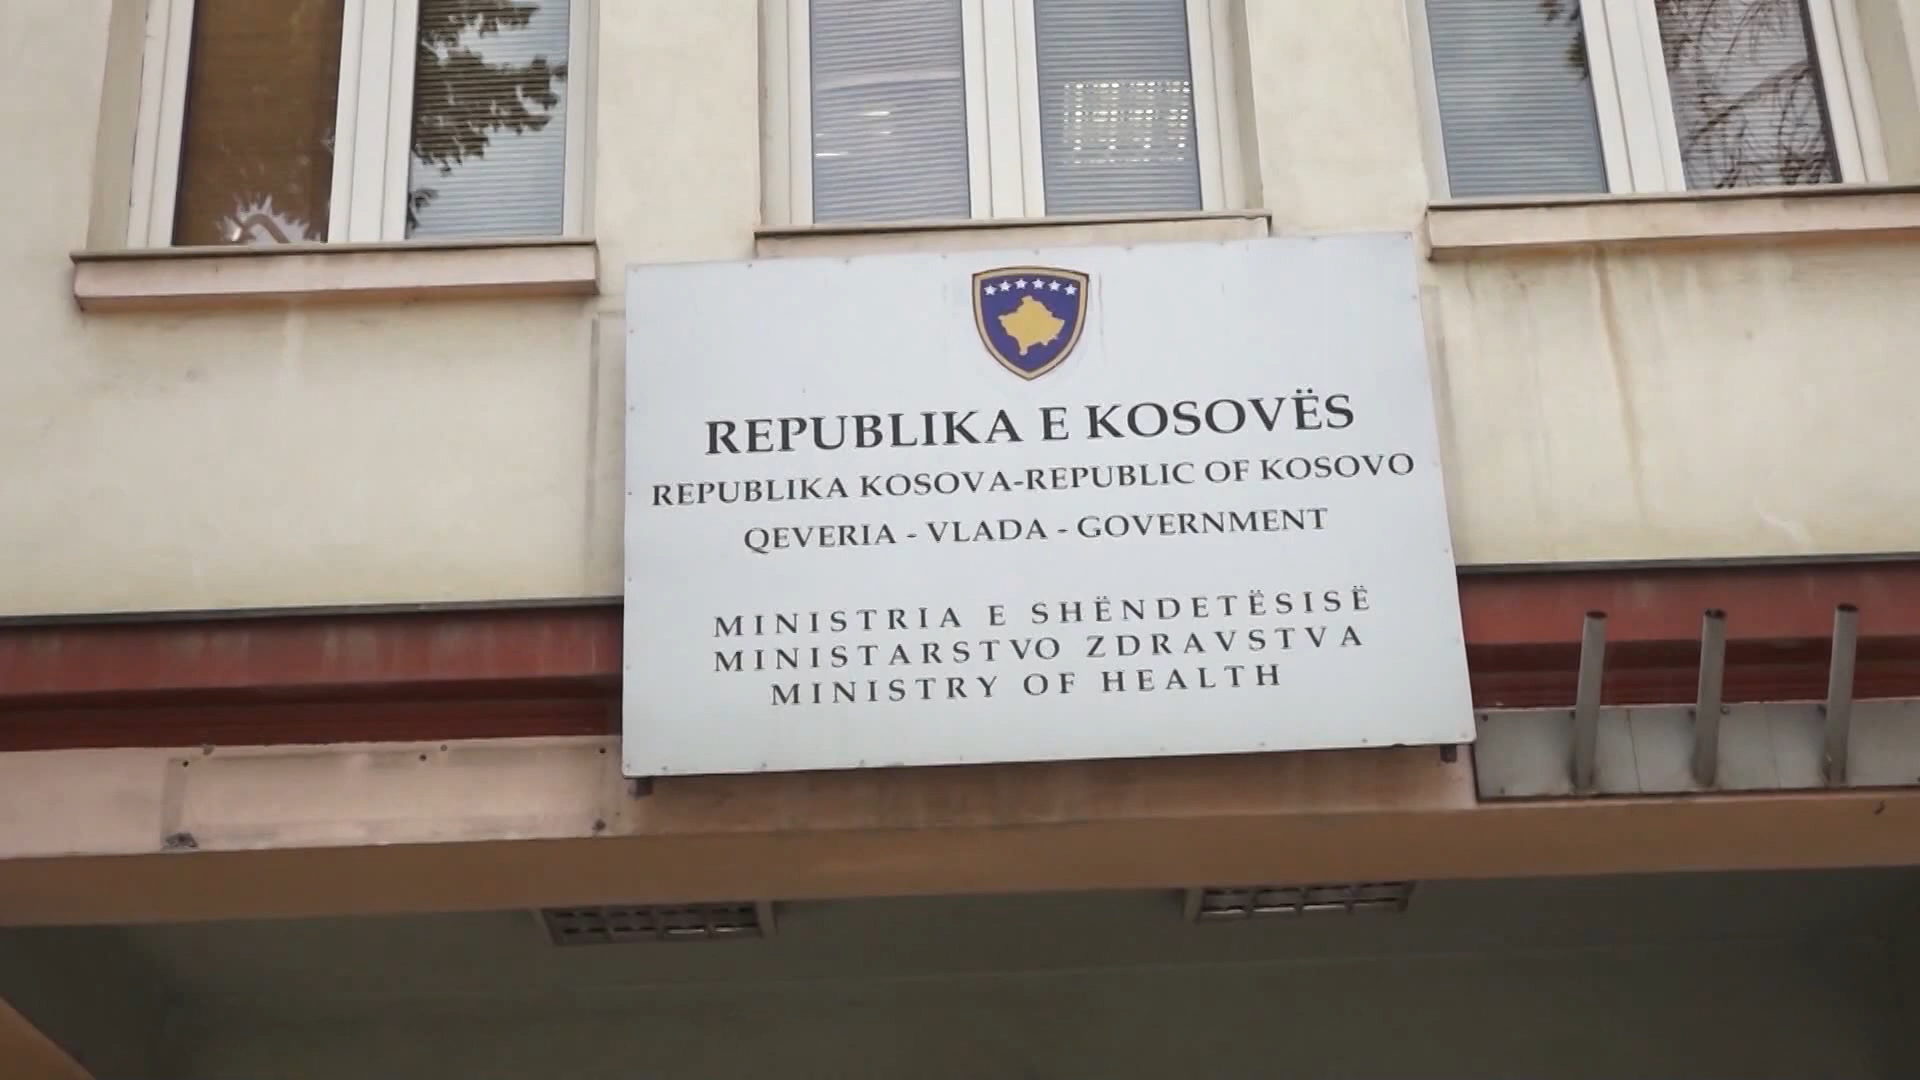 REPUBLIKA E KOSOVËS
REPUBLIKA KOSOVA-REPUBLIC OF KOSOVO
QEVERIA - VLADA - GOVERNMENT
MINISTRIA E SHËNDETËSISË
MINISTARSTVO ZDRAVSTVA
MINISTRY OF HEALTH